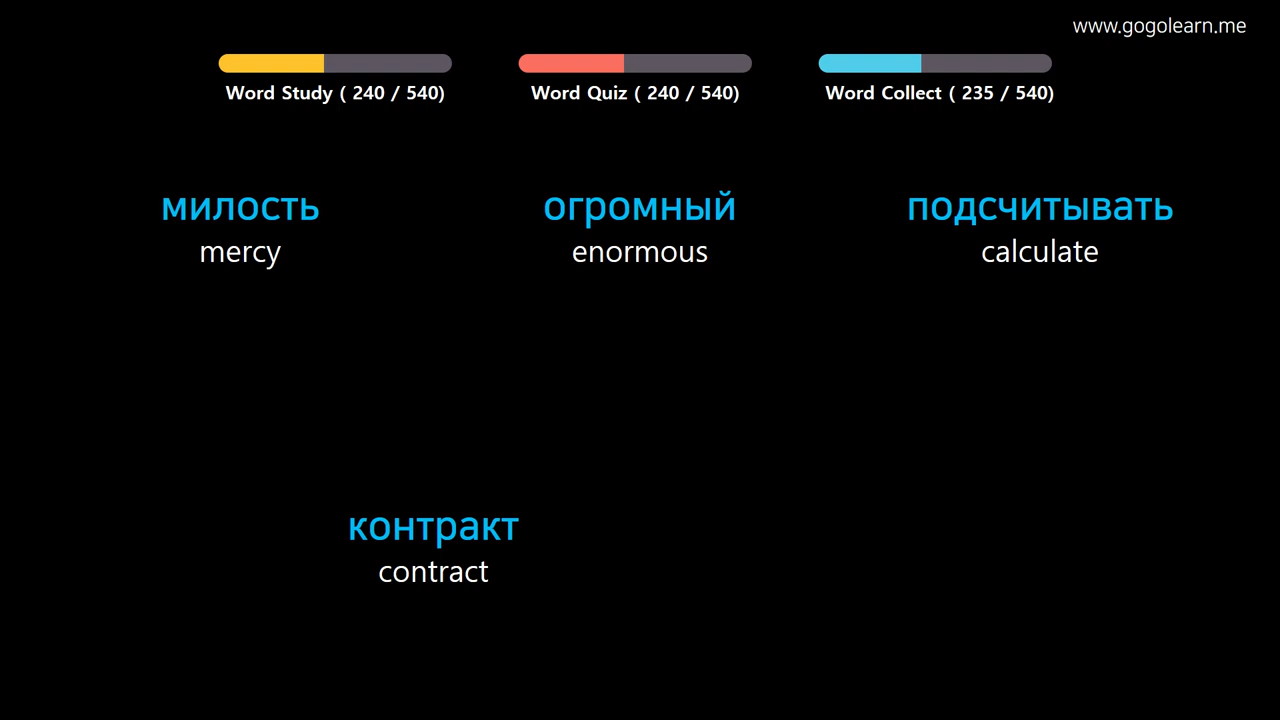 www.gogolearn.me
Word Study ( 240 / 540)
Word Quiz ( 240 / 540)
Word Collect ( 235 / 540)
милость
mercy
огромный
enormous
подсчитывать
calculate
контракт
contract